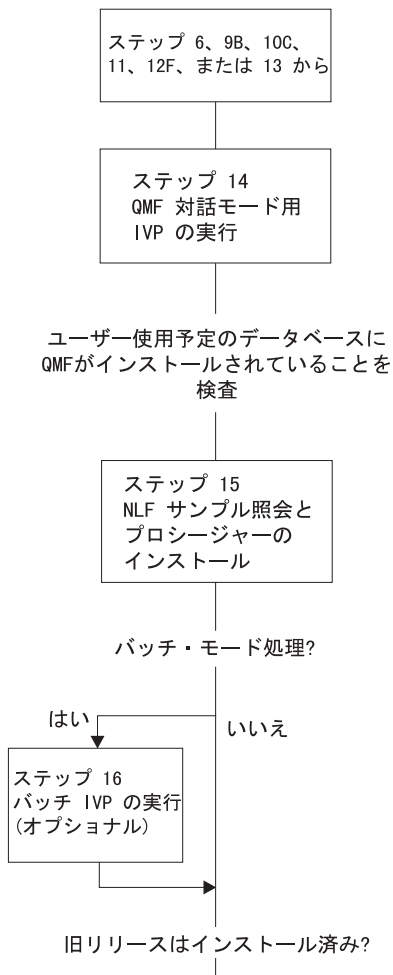 ステップ 6、9B、10C、
11、12F、または 13 から
ステップ 14
QMF 対話モード用
IVP の実行
ユーザー使用予定のデータベースに
QMFがインストールされていることを
検査
ステップ 15
NLF サンプル照会と
プロシージャーの
インストール
バッチ・モード処理?
はい
いいえ
ステップ 16
バッチ IVP の実行
(オプショナル)
旧リリースはインストール済み?